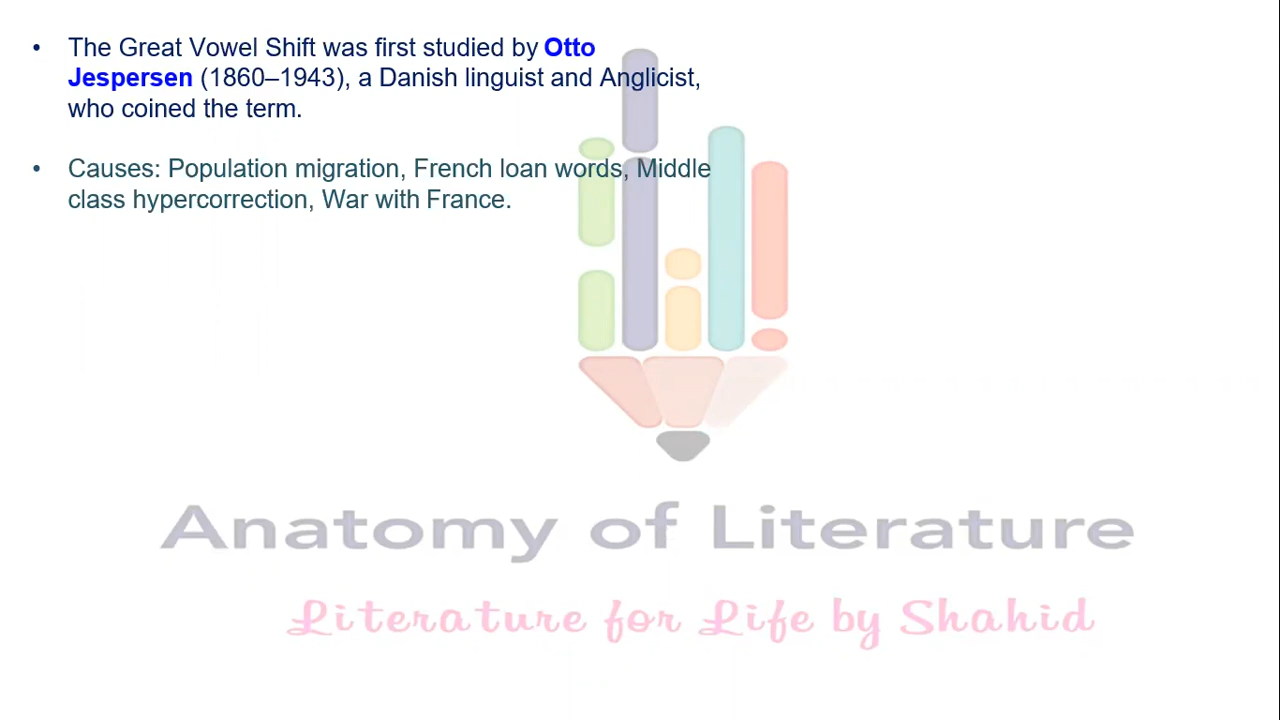 • The Great Vowel Shift was first studied by Otto
Jespersen (1860–1943), a Danish linguist and Anglicist,
who coined the term.
• Causes: Population migration, French loan words, Middle
class hypercorrection, War with France.
Anatomy of Literature
Literature for Life by Shahid